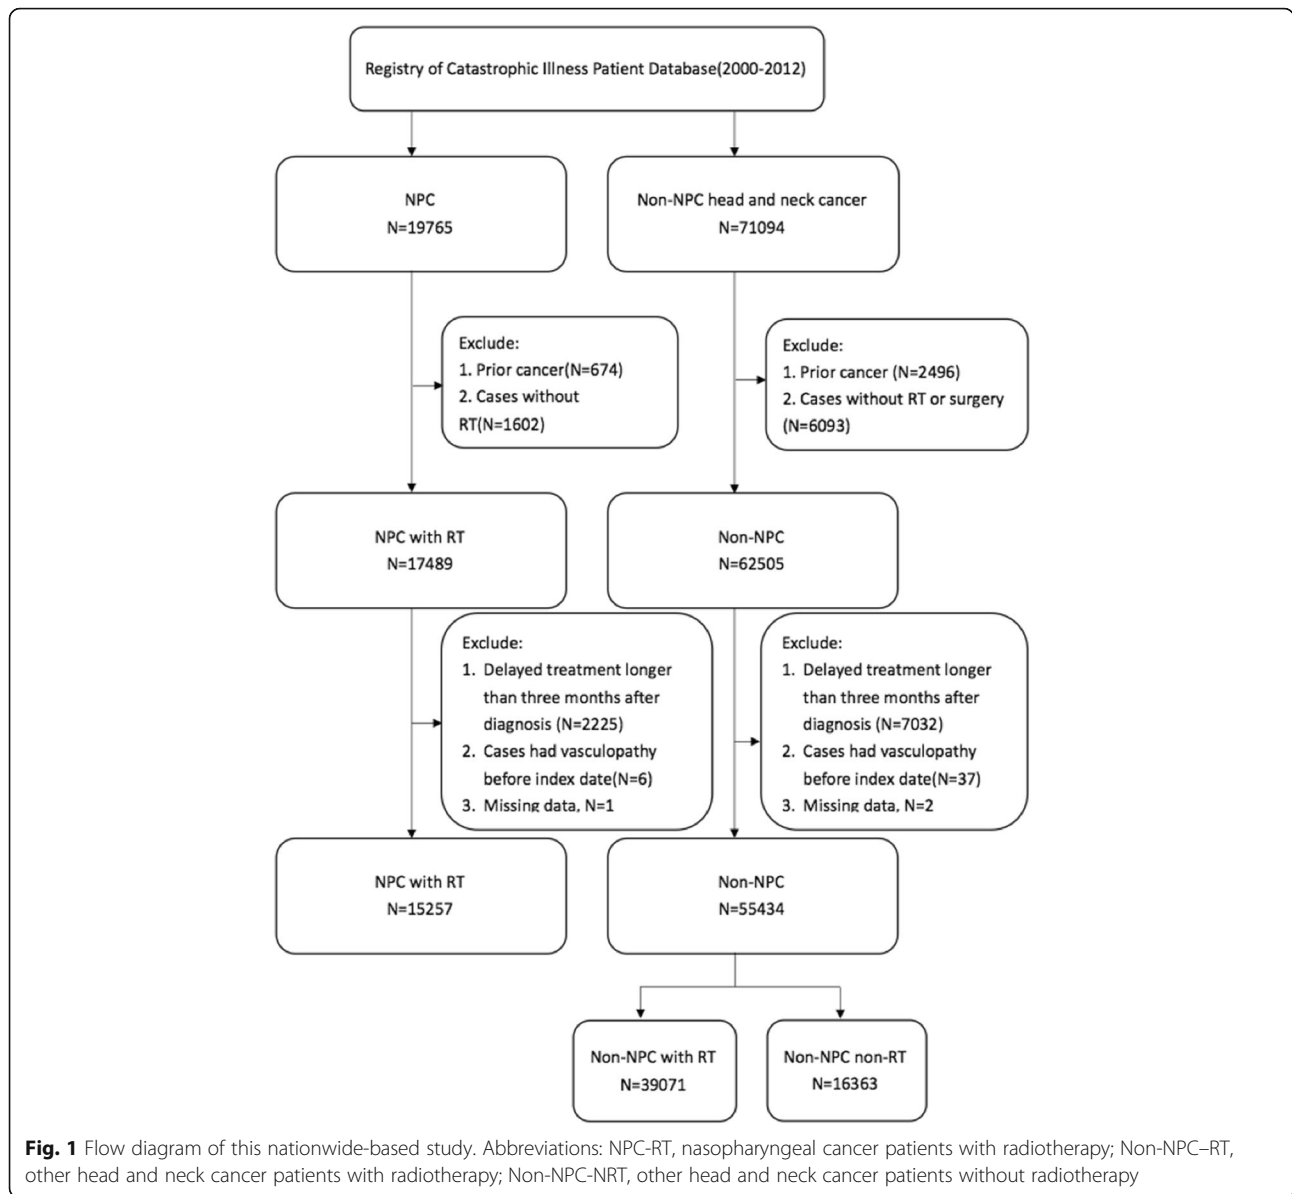 Registry of Catastrophic Illness Patient Database(2000-2012)
NPC
N=19765
Non-NPC head and neck cancer
N=71094
Exclude:
1. Prior cancer(N=674)
2. Cases without
RT(N=1602)
Exclude:
1. Prior cancer (N=2496)
2. Cases without RT or surgery
(N=6093)
NPC with RT
N=17489
Non-NPC
N=62505
Exclude:
1. Delayed treatment longer
than three months after
diagnosis (N=2225)
2. Cases had vasculopathy
before index date(N=6)
3. Missing data, N=1
Exclude:
1. Delayed treatment longer
than three months after
diagnosis (N=7032)
2. Cases had vasculopathy
before index date(N=37)
3. Missing data, N=2
NPC with RT
N=15257
Non-NPC
N=55434
Non-NPC with RT
N=39071
Non-NPC non-RT
N=16363
Fig. 1 Flow diagram of this nationwide-based study. Abbreviations: NPC-RT, nasopharyngeal cancer patients with radiotherapy; Non-NPC–RT,
other head and neck cancer patients with radiotherapy; Non-NPC-NRT, other head and neck cancer patients without radiotherapy